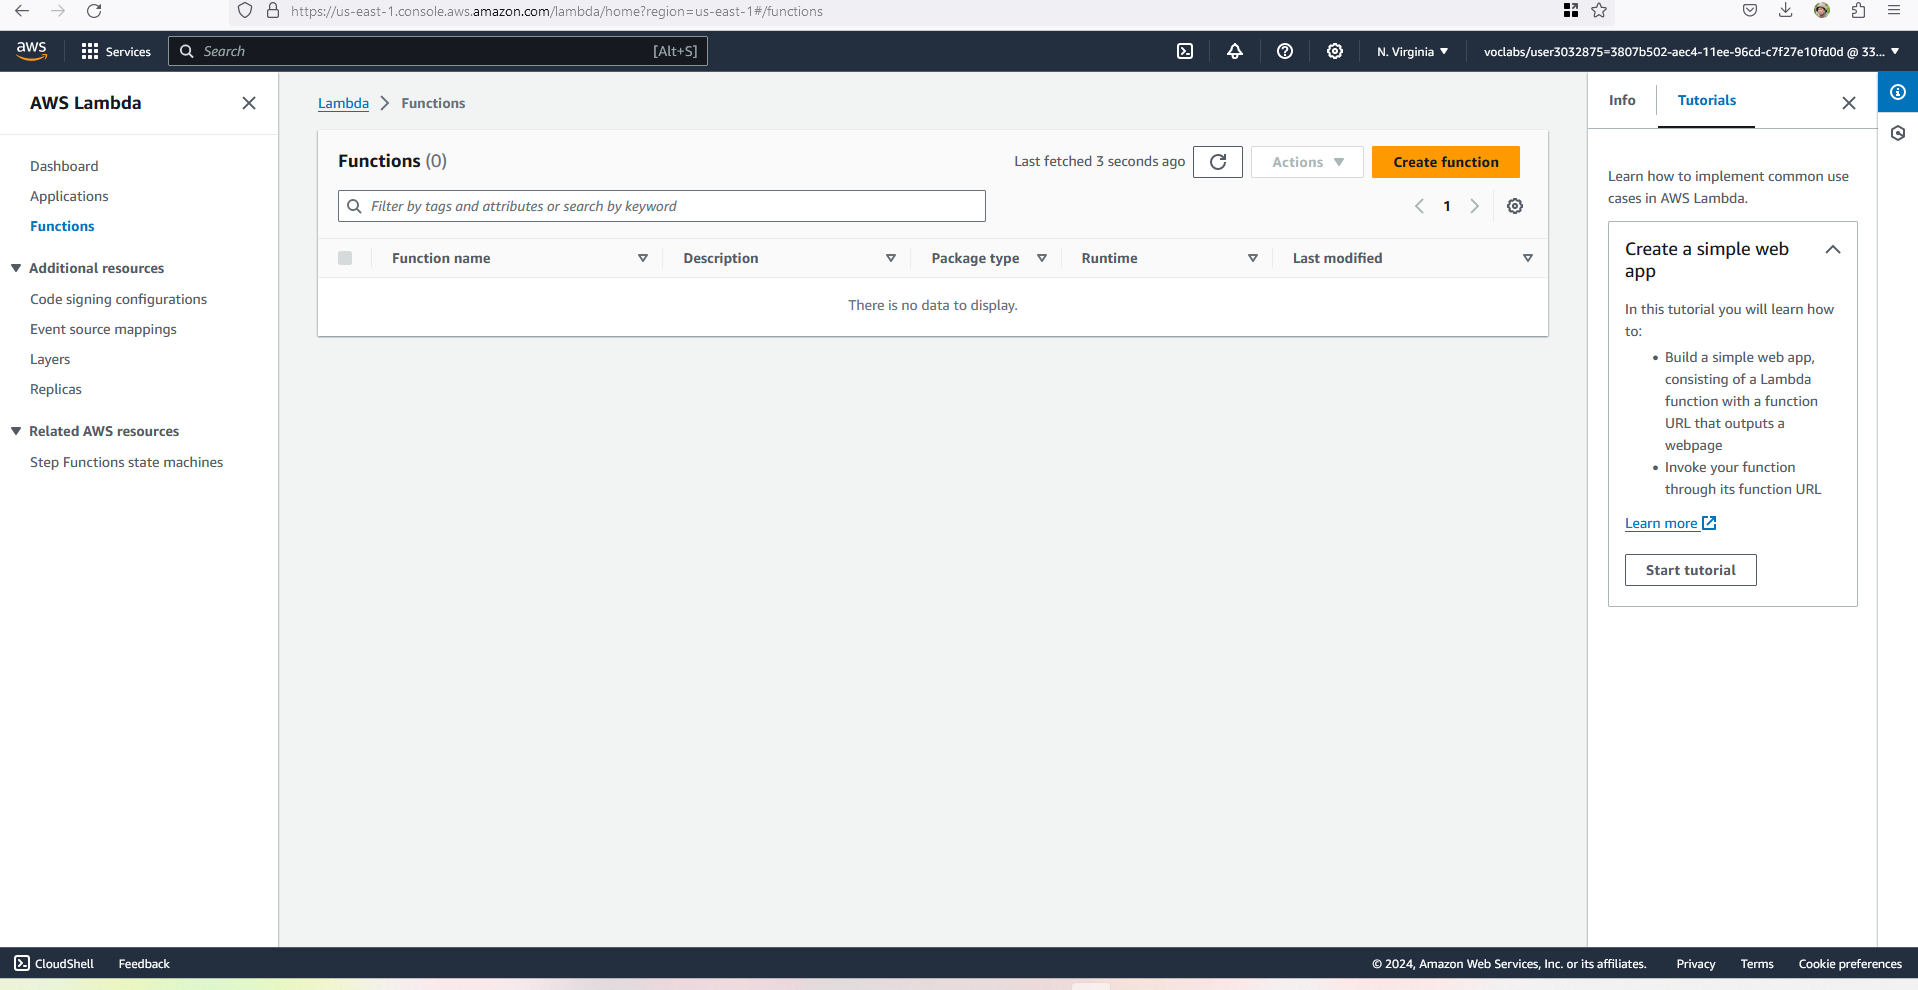 https://us-east-1.console.aws.amazon.com/lambda/home?region=us-east-1#/functions
aws
Services
Search
[Alt+S]
N. Virginia
voclabs/user3032875=3807b502-aec4-11ee-96cd-c7f27e10fd0d @ 33...
AWS Lambda
Dashboard
Applications
Functions
Additional resources
Code signing configurations
Event source mappings
Layers
Replicas
Related AWS resources
Step Functions state machines
Lambda
Functions
Functions (0)
Last fetched 3 seconds ago
Actions
Create function
Filter by tags and attributes or search by keyword
1
Function name
Description
Package type
Runtime
Last modified
There is no data to display.
Info
Tutorials
Learn how to implement common use
cases in AWS Lambda.
Create a simple web
app
In this tutorial you will learn how
to:
• Build a simple web app,
consisting of a Lambda
function with a function
URL that outputs a
webpage
• Invoke your function
through its function URL
Learn more
Start tutorial
CloudShell
Feedback
© 2024, Amazon Web Services, Inc. or its affiliates.
Privacy
Terms
Cookie preferences